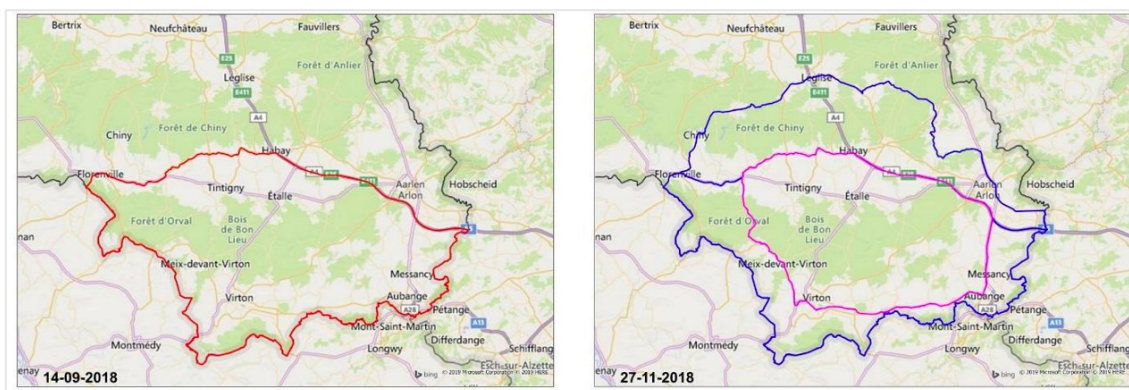 Bertrix
Neufchâteau
Fauvillers
E25
Forêt d'Anlier
Léglise
E411
A4
Chiny
Forêt de Chiny
Habay
Florenville
Tintigny
Étalle
Aarlen
Arlon
Hobscheid
Forêt d'Orval
Bois
de Bon
Lieu
Meix-devant-Virton
Messancy
Virton
Aubange
A28
Pétange
Mont-Saint-Martin
A13
Differdange
Montmédy
Longwy
Schifflang
Esch-sur-Alzette
14-09-2018
bing
© 2019 Microsoft Corporation © 2019 HERE
Bertrix
Neufchâteau
Fauvillers
E25
Forêt d'Anlier
Léglise
E411
A4
Chiny
Forêt de Chiny
Habay
Florenville
Tintigny
Étalle
Aarlen
Arlon
Hobscheid
Forêt d'Orval
Bois
de Bon
Lieu
Meix-devant-Virton
Messancy
Virton
Aubange
A28
Pétange
Mont-Saint-Martin
A13
Differdange
Montmédy
Longwy
Schifflang
Esch-sur-Alzette
27-11-2018
bing
© 2019 Microsoft Corporation © 2019 HERE